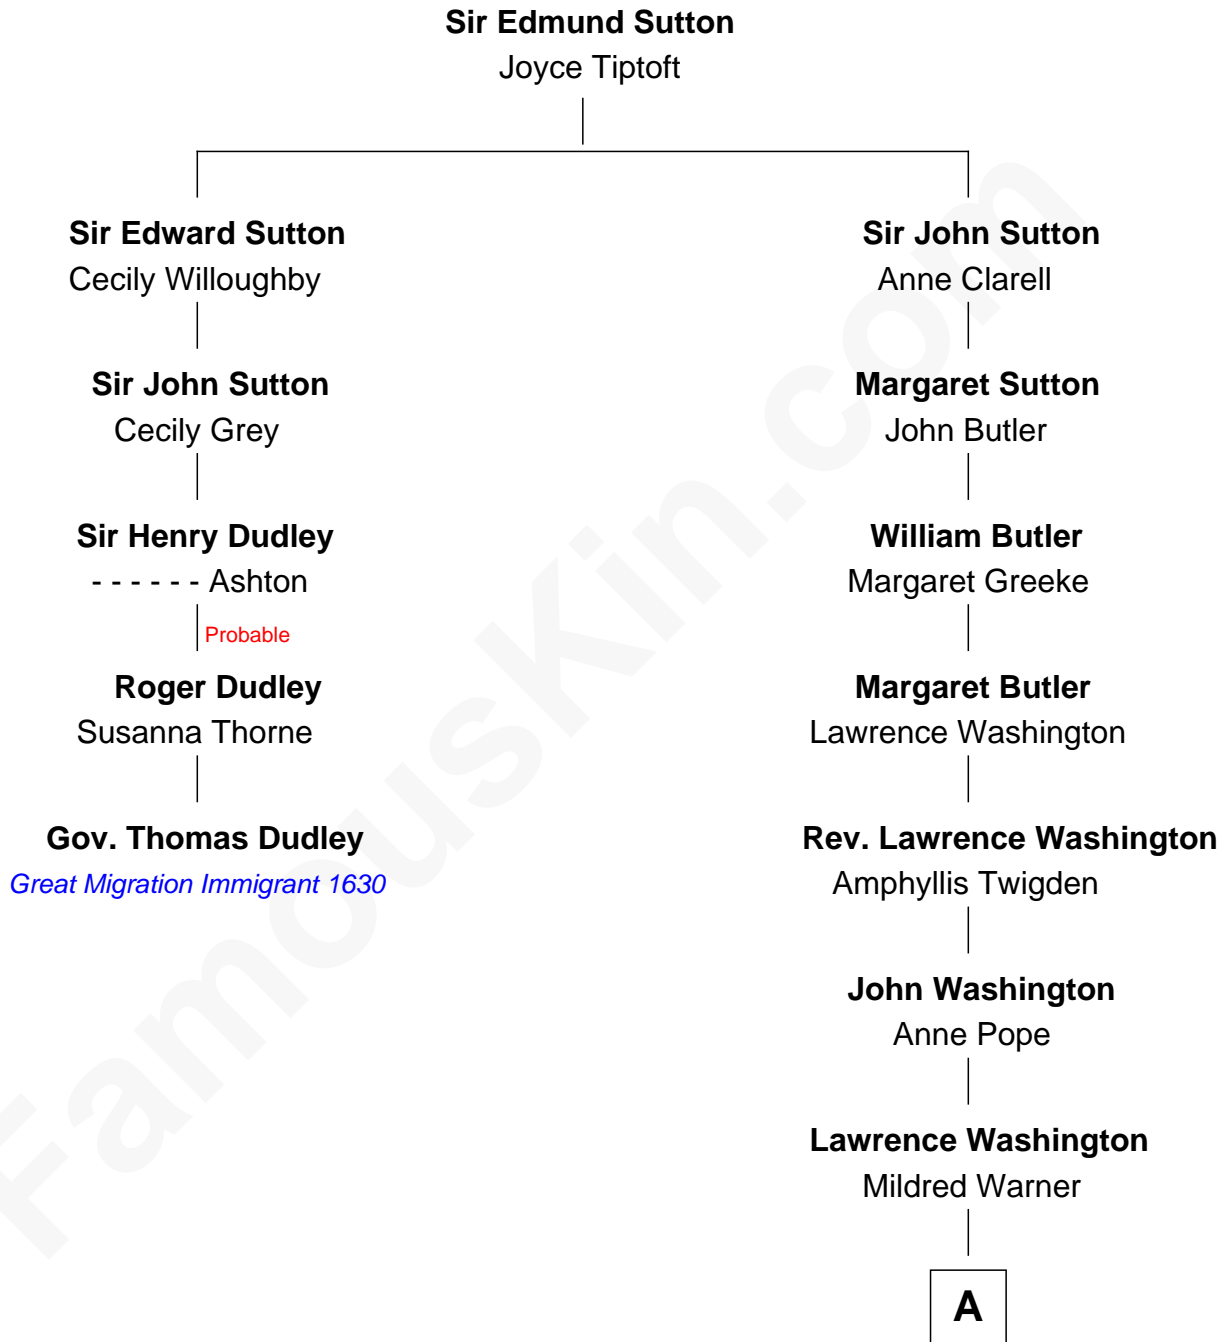 Sir Edmund Sutton
Joyce Tiptoft
Sir Edward Sutton
Cecily Willoughby
Sir John Sutton
Anne Clarell
Sir John Sutton
Cecily Grey
Margaret Sutton
John Butler
Sir Henry Dudley
- - - - - - Ashton
William Butler
Margaret Greeke
Probable
Roger Dudley
Susanna Thorne
Margaret Butler
Lawrence Washington
Gov. Thomas Dudley
Great Migration Immigrant 1630
Rev. Lawrence Washington
Amphyllis Twigden
John Washington
Anne Pope
Lawrence Washington
Mildred Warner
A
FamousKin.com